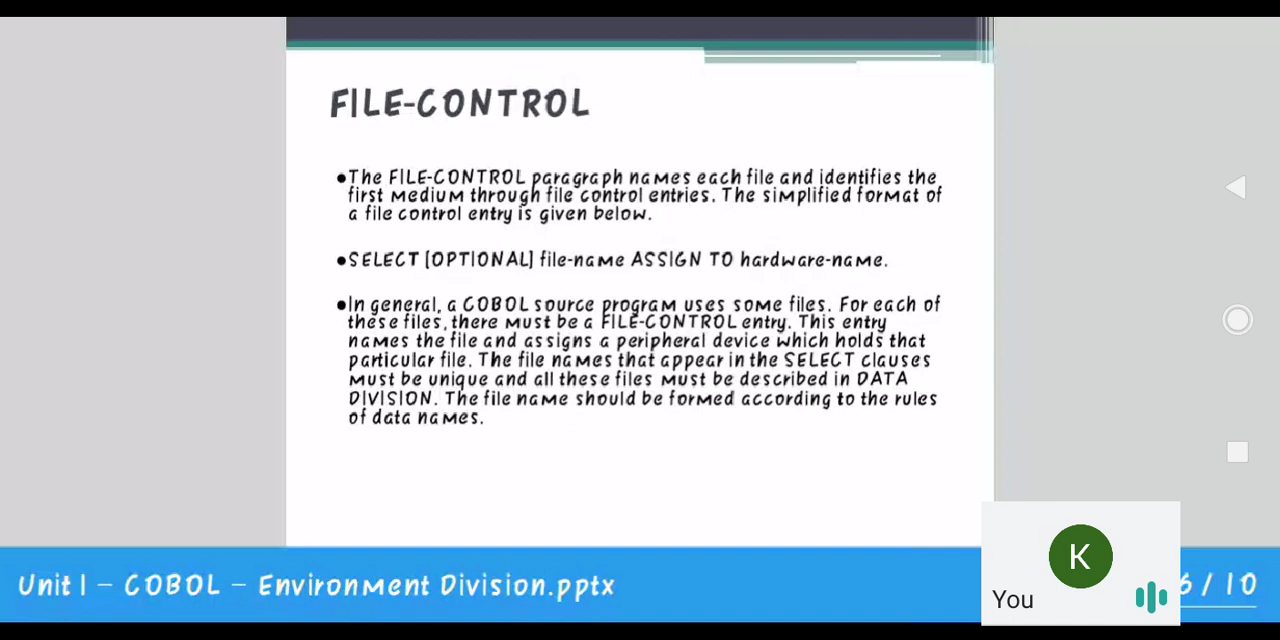 FILE-CONTROL
•The FILE-CONTROL paragraph names each file and identifies the
first medium through file control entries. The simplified format of
a file control entry is given below.
•SELECT [OPTIONAL] file-name ASSIGN TO hardware-name.
•In general, a COBOL source program uses some files. For each of
these files, there must be a FILE-CONTROL entry. This entry
names the file and assigns a peripheral device which holds that
particular file. The file names that appear in the SELECT clauses
must be unique and all these files must be described in DATA
DIVISION. The file name should be formed according to the rules
of data names.
K
You
Unit 1 – COBOL – Environment Division.pptx
6 / 10